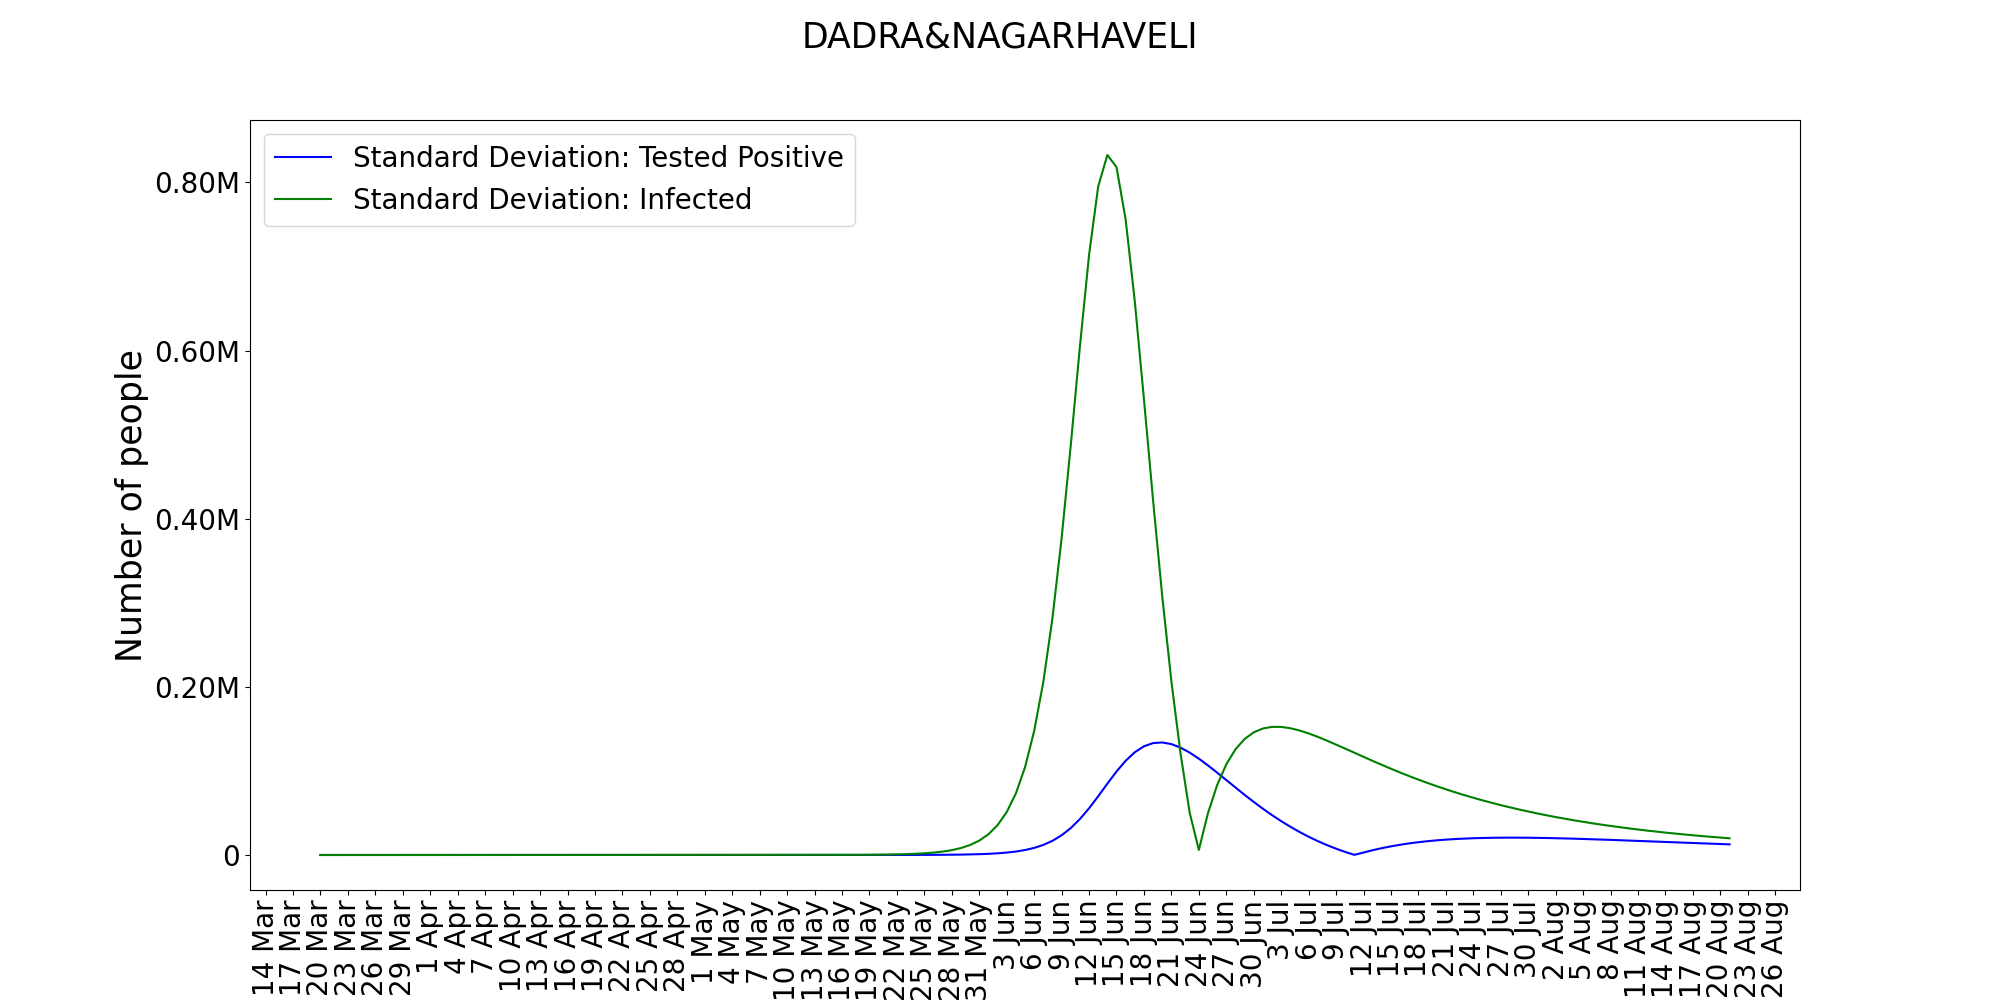 DADRA&NAGARHAVELI
Standard Deviation: Tested Positive
Standard Deviation: Infected
Number of people
0.80M
0.60M
0.40M
0.20M
0
14 Mar
17 Mar
20 Mar
23 Mar
26 Mar
29 Mar
1 Apr
4 Apr
7 Apr
10 Apr
13 Apr
16 Apr
19 Apr
22 Apr
25 Apr
28 Apr
1 May
4 May
7 May
10 May
13 May
16 May
19 May
22 May
25 May
28 May
31 May
3 Jun
6 Jun
9 Jun
12 Jun
15 Jun
18 Jun
21 Jun
24 Jun
27 Jun
30 Jun
3 Jul
6 Jul
9 Jul
12 Jul
15 Jul
18 Jul
21 Jul
24 Jul
27 Jul
30 Jul
2 Aug
5 Aug
8 Aug
11 Aug
14 Aug
17 Aug
20 Aug
23 Aug
26 Aug